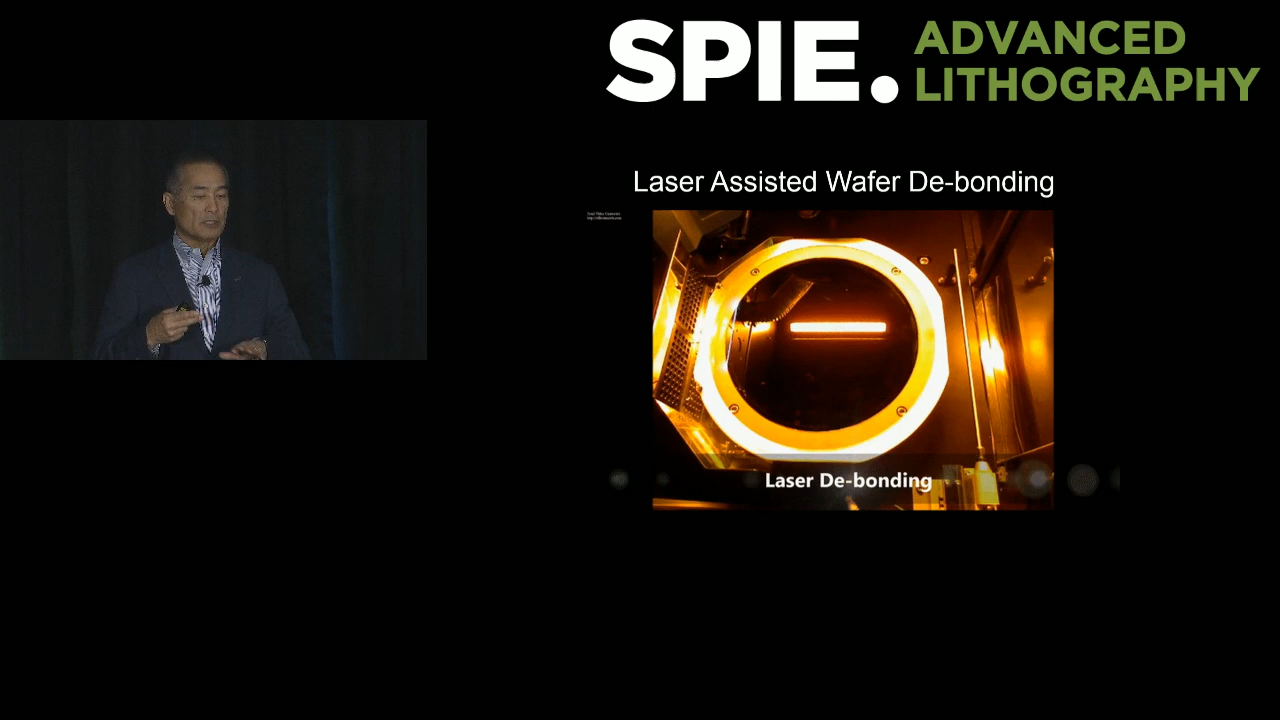 SPIE. ADVANCED
LITHOGRAPHY
Laser Assisted Wafer De-bonding
Laser De-bonding